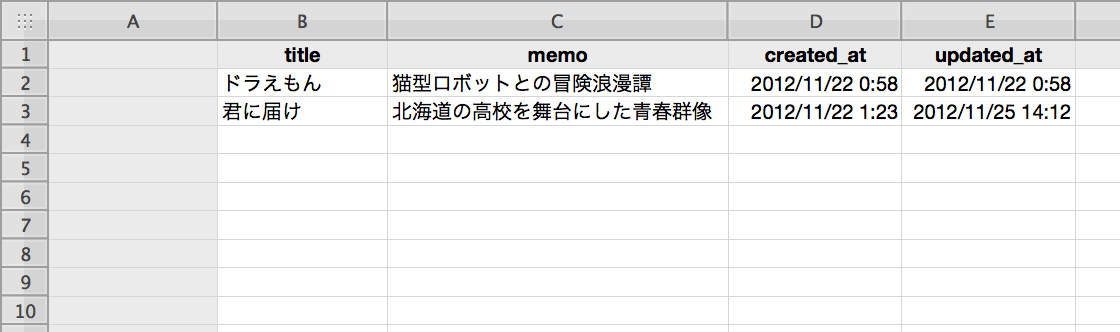 A B C D E
1 title memo created_at updated_at
2 ドラえもん 猫型ロボットとの冒険浪漫譚 2012/11/22 0:58 2012/11/22 0:58
3 君に届け 北海道の高校を舞台にした青春群像 2012/11/22 1:23 2012/11/25 14:12
4
5
6
7
8
9
10